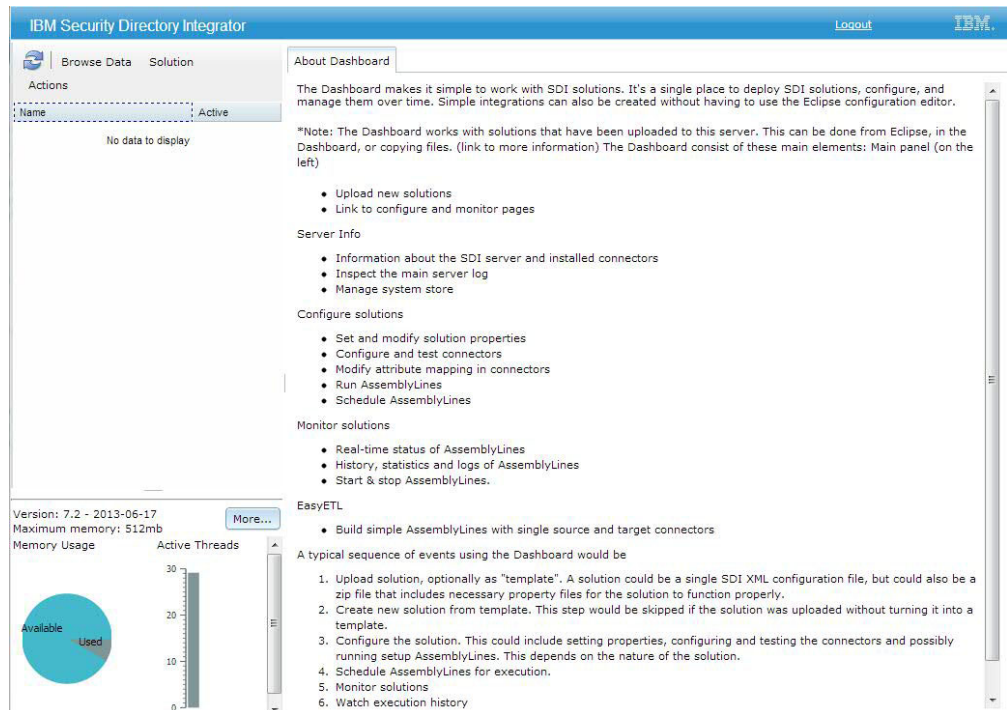 IBM Security Directory Integrator
Logout
IBM.
Browse Data Solution
Actions
Name Active
No data to display
About Dashboard
The Dashboard makes it simple to work with SDI solutions. It's a single place to deploy SDI solutions, configure, and
manage them over time. Simple integrations can also be created without having to use the Eclipse configuration editor.
*Note: The Dashboard works with solutions that have been uploaded to this server. This can be done from Eclipse, in the
Dashboard, or copying files. (link to more information) The Dashboard consist of these main elements: Main panel (on the
left)
• Upload new solutions
• Link to configure and monitor pages
Server Info
• Information about the SDI server and installed connectors
• Inspect the main server log
• Manage system store
Configure solutions
• Set and modify solution properties
• Configure and test connectors
• Modify attribute mapping in connectors
• Run AssemblyLines
• Schedule AssemblyLines
Monitor solutions
• Real-time status of AssemblyLines
• History, statistics and logs of AssemblyLines
• Start & stop AssemblyLines.
EasyETL
• Build simple AssemblyLines with single source and target connectors
A typical sequence of events using the Dashboard would be
1. Upload solution, optionally as "template". A solution could be a single SDI XML configuration file, but could also be a
zip file that includes necessary property files for the solution to function properly.
2. Create new solution from template. This step would be skipped if the solution was uploaded without turning it into a
template.
3. Configure the solution. This could include setting properties, configuring and testing the connectors and possibly
running setup AssemblyLines. This depends on the nature of the solution.
4. Schedule AssemblyLines for execution.
5. Monitor solutions
6. Watch execution history
Version: 7.2 - 2013-06-17
Maximum memory: 512mb
More...
Memory Usage
Active Threads
Available
Used
30
20
10
0